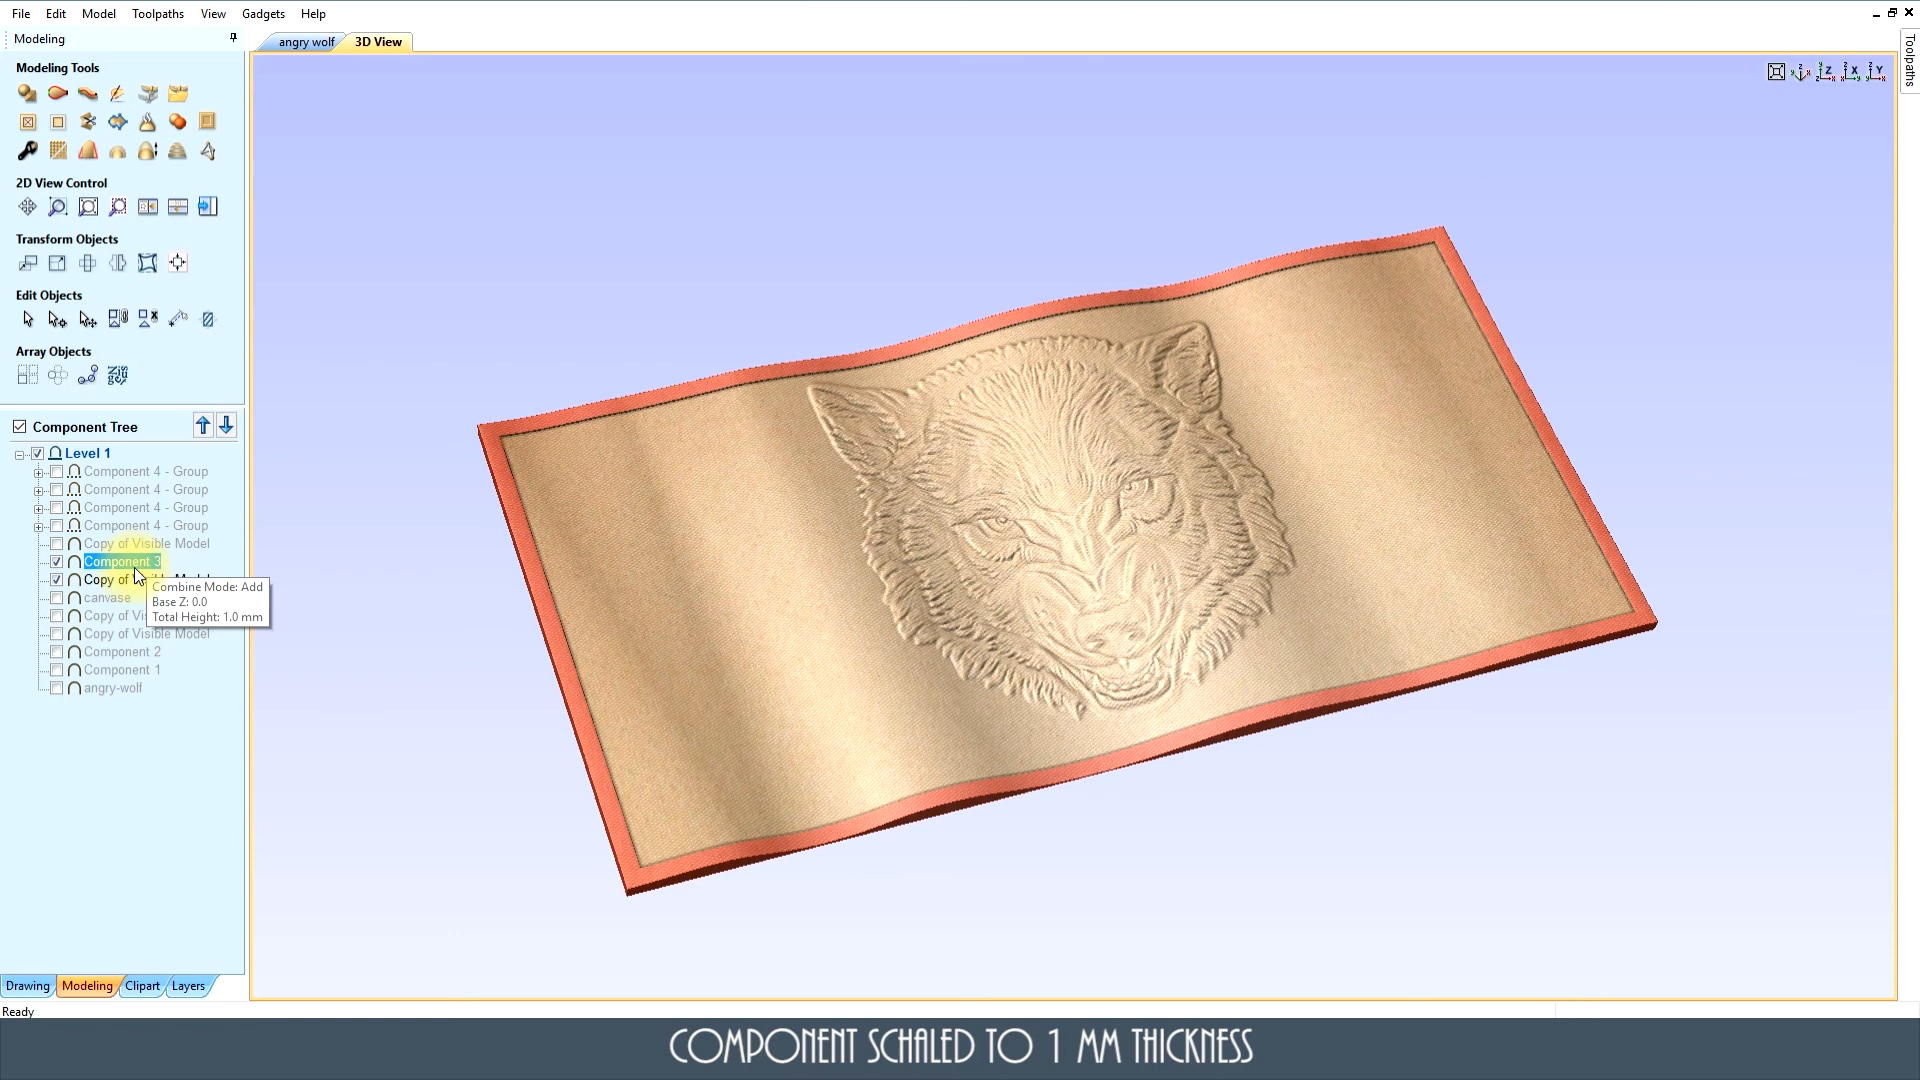 File Edit Model Toolpaths View Gadgets Help
Modeling
angry wolf 3D View
Toolpaths
Modeling Tools
2D View Control
Transform Objects
Edit Objects
Array Objects
Component Tree
Level 1
Component 4 - Group
Component 4 - Group
Component 4 - Group
Component 4 - Group
Copy of Visible Model
Component 3
Copy of
Combine Mode: Add
canvase
Base Z: 0.0
Copy of Vi
Total Height: 1.0 mm
Copy of Visible Model
Component 2
Component 1
angry-wolf
Drawing Modeling Clipart Layers
Ready
COMPONENT SCHALED TO 1 MM THICKNESS